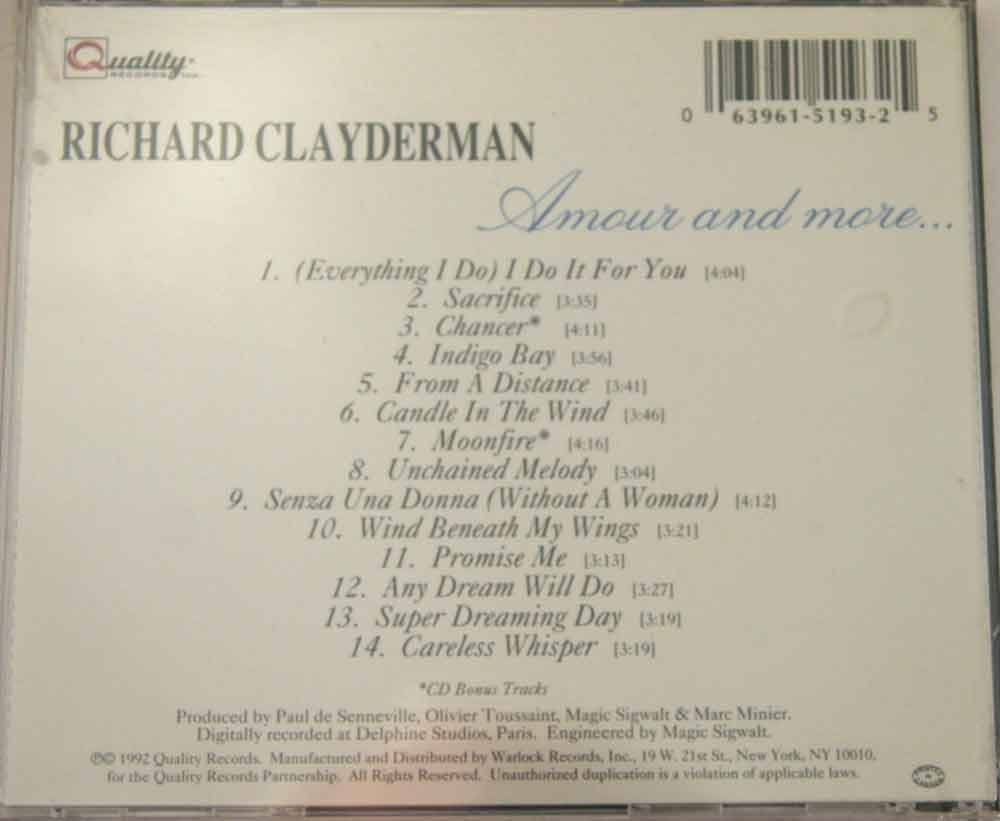 Quality
RECORDS INC.
0 63961-5193-2 5
RICHARD CLAYDERMAN
Amour and more...
1. (Everything I Do) I Do It For You [4:04]
2. Sacrifice [3:35]
3. Chancer* [4:11]
4. Indigo Bay [3:56]
5. From A Distance [3:41]
6. Candle In The Wind [3:46]
7. Moonfire* [4:16]
8. Unchained Melody [3:04]
9. Senza Una Donna (Without A Woman) [4:12]
10. Wind Beneath My Wings [3:21]
11. Promise Me [3:13]
12. Any Dream Will Do [3:27]
13. Super Dreaming Day [3:19]
14. Careless Whisper [3:19]
*CD Bonus Tracks
Produced by Paul de Senneville, Olivier Toussaint, Magic Sigwalt & Marc Minier.
Digitally recorded at Delphine Studios, Paris. Engineered by Magic Sigwalt.
℗© 1992 Quality Records. Manufactured and Distributed by Warlock Records, Inc., 19 W. 21st St., New York, NY 10010,
for the Quality Records Partnership. All Rights Reserved. Unauthorized duplication is a violation of applicable laws.